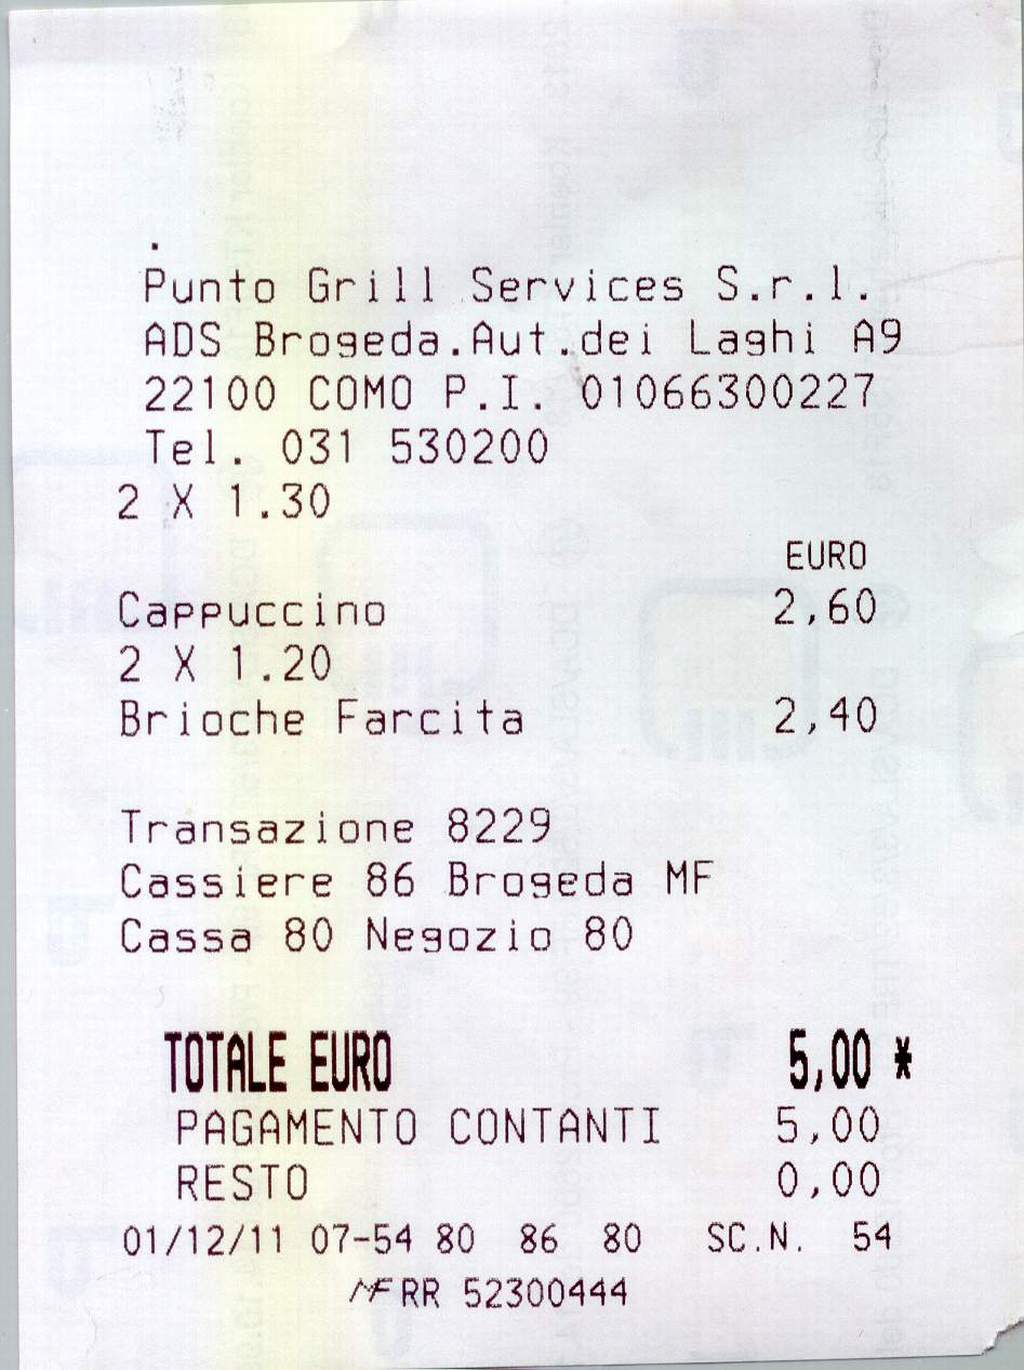 Punto Grill Services S.r.l.
ADS Brogeda.Aut.dei Laghi A9
22100 COMO P.I. 01066300227
Tel. 031 530200
2 X 1.30
EURO
Cappuccino 2,60
2 X 1.20
Brioche Farcita 2,40
Transazione 8229
Cassiere 86 Brogeda MF
Cassa 80 Negozio 80
TOTALE EURO 5,00 *
PAGAMENTO CONTANTI 5,00
RESTO 0,00
01/12/11 07-54 80 86 80 SC.N. 54
MF RR 52300444